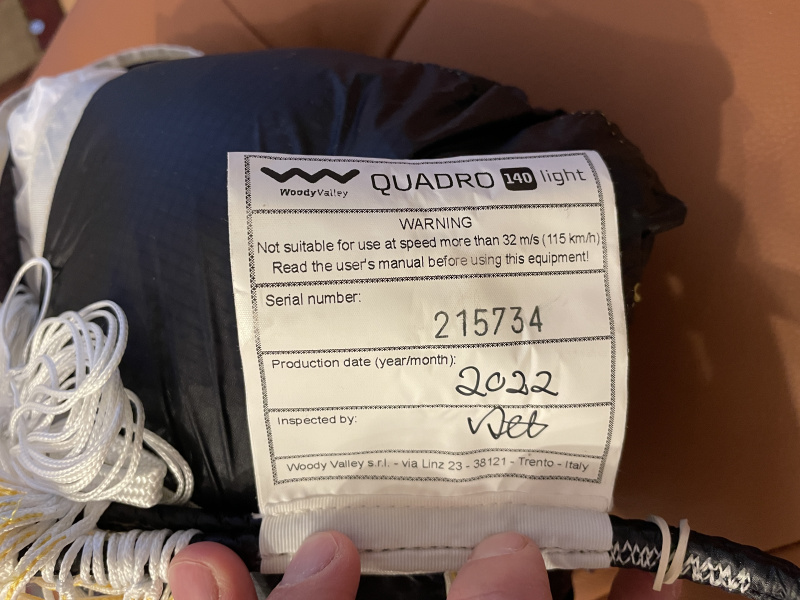 WoodyValley QUADRO 140 light
WARNING
Not suitable for use at speed more than 32 m/s (115 km/h)
Read the user's manual before using this equipment!
Serial number:
215734
Production date (year/month):
2022
Inspected by:
Woody Valley s.r.l. - via Linz 23 - 38121 - Trento - Italy